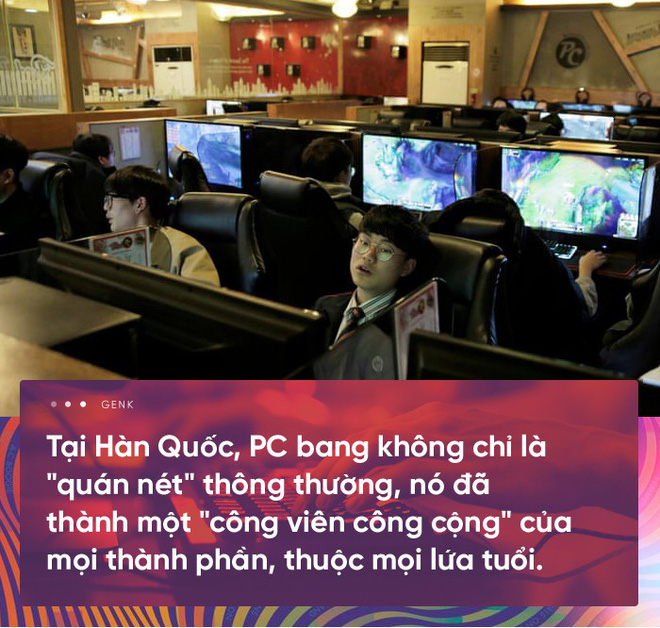 PC
GENK
Tại Hàn Quốc, PC bang không chỉ là
"quán nét" thông thường, nó đã
thành một "công viên công cộng" của
mọi thành phần, thuộc mọi lứa tuổi.